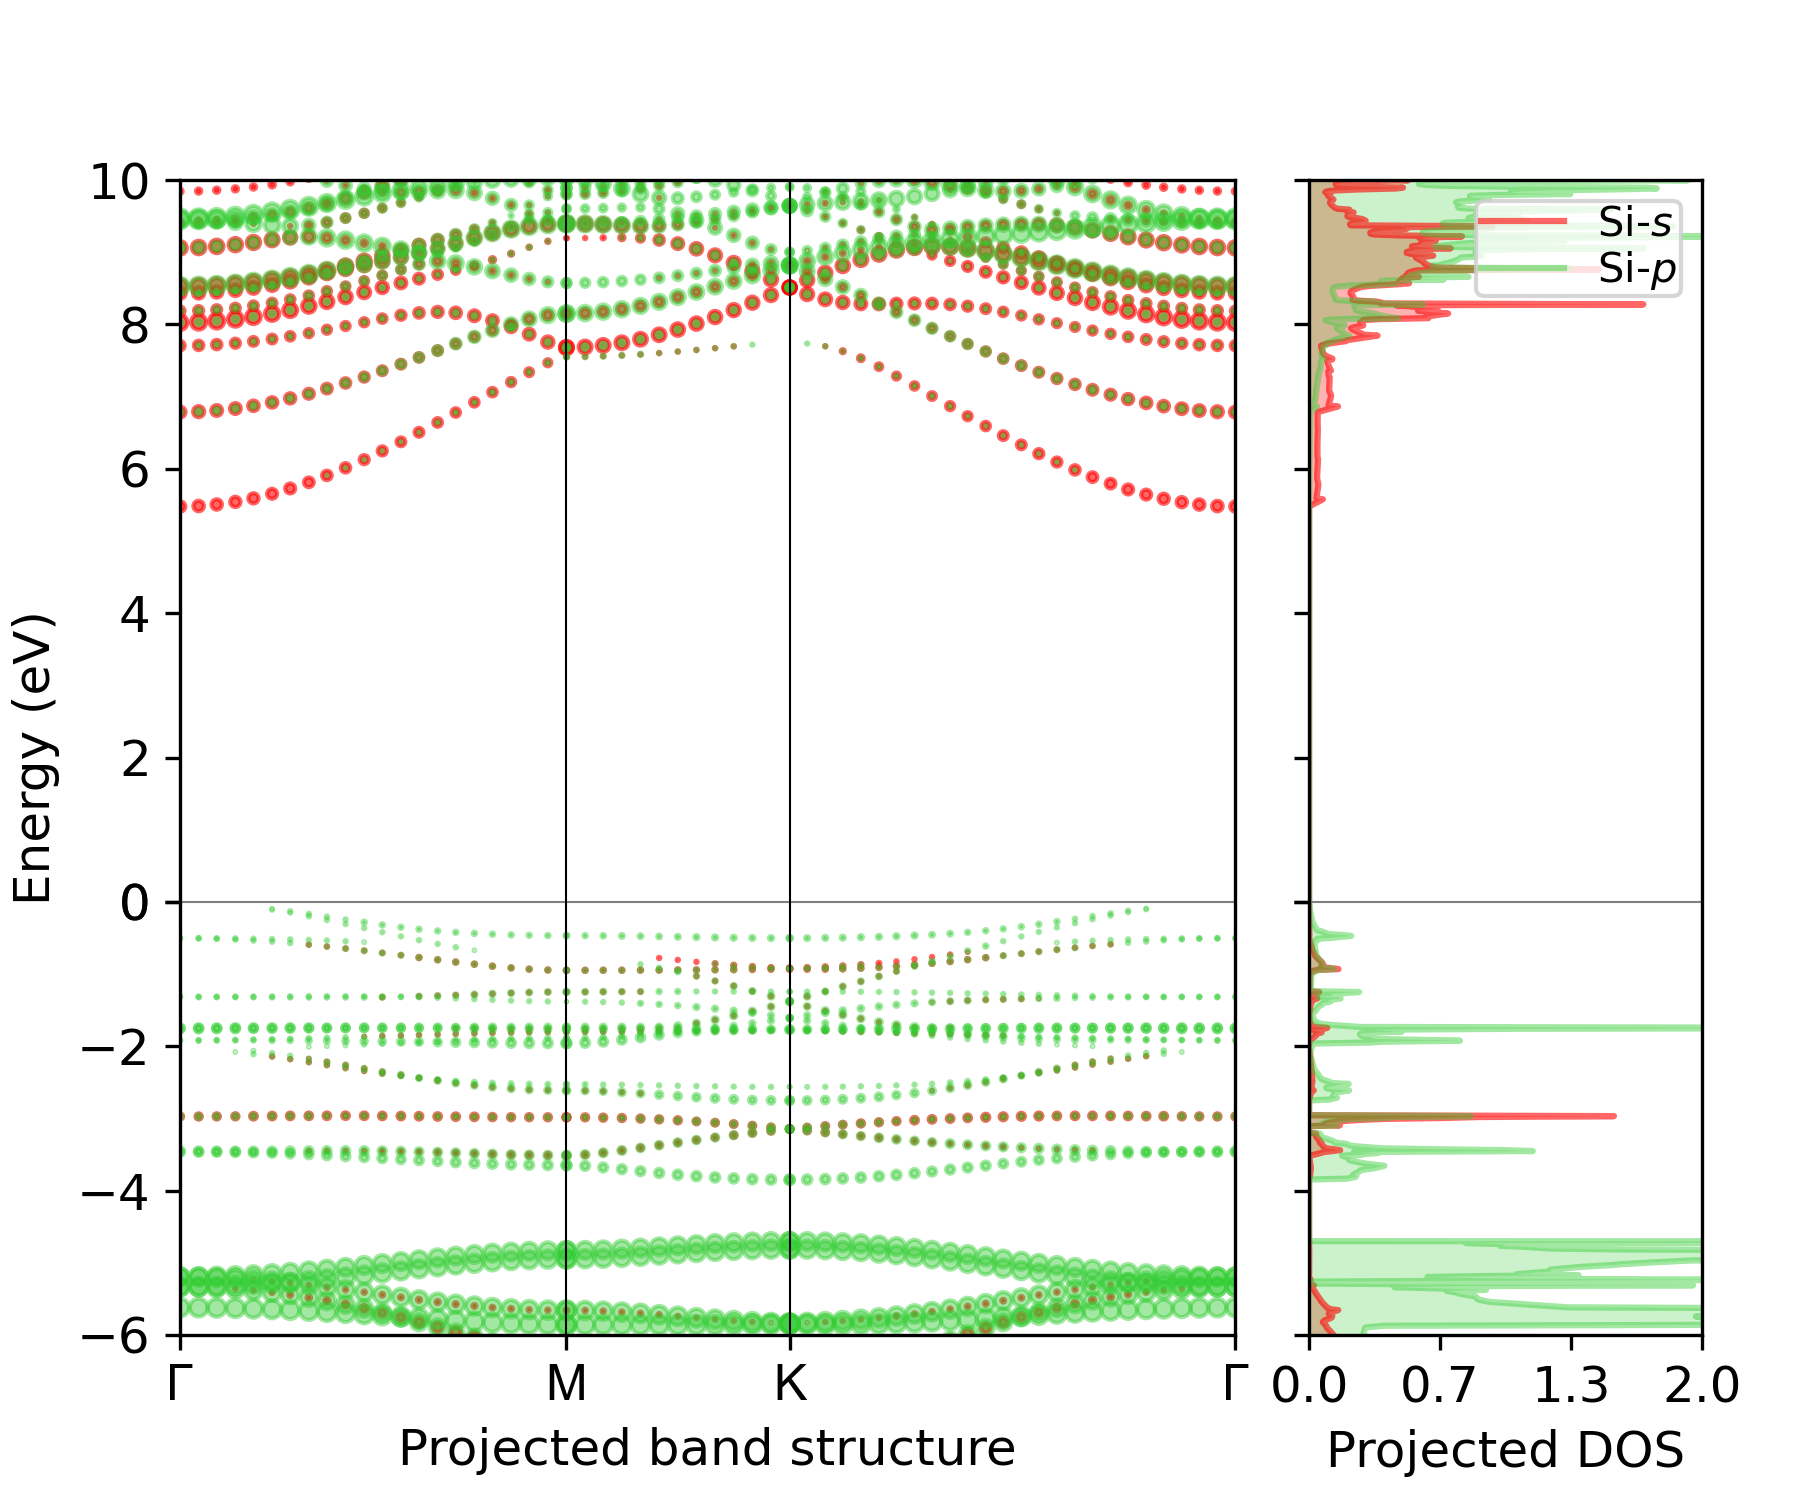 10
8
6
4
2
0
−2
−4
−6
Energy (eV)
Γ M K Γ
Projected band structure
Si-s
Si-p
0.0 0.7 1.3 2.0
Projected DOS